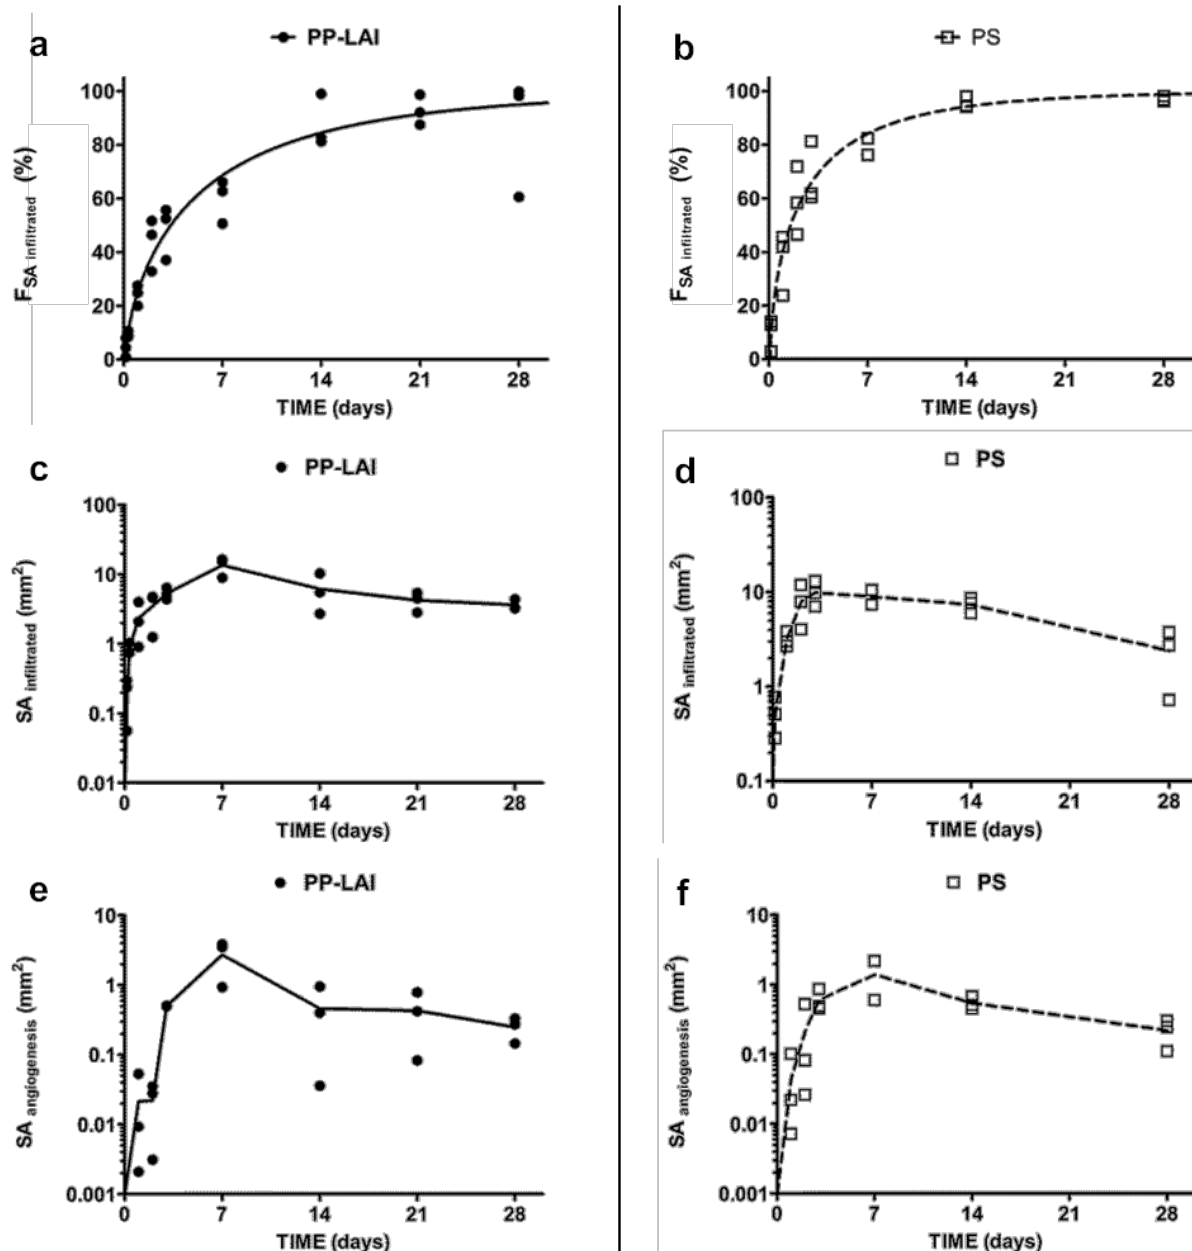 a
PP-LAI
F SA infiltrated (%)
100
80
60
40
20
0
0 7 14 21 28
TIME (days)
b
PS
F SA infiltrated (%)
100
80
60
40
20
0
0 7 14 21 28
TIME (days)
c
PP-LAI
SA infiltrated (mm²)
100
10
1
0.1
0.01
0 7 14 21 28
TIME (days)
d
PS
SA infiltrated (mm²)
100
10
1
0.1
0 7 14 21 28
TIME (days)
e
PP-LAI
SA angiogenesis (mm²)
10
1
0.1
0.01
0.001
0 7 14 21 28
TIME (days)
f
PS
SA angiogenesis (mm²)
10
1
0.1
0.01
0.001
0 7 14 21 28
TIME (days)